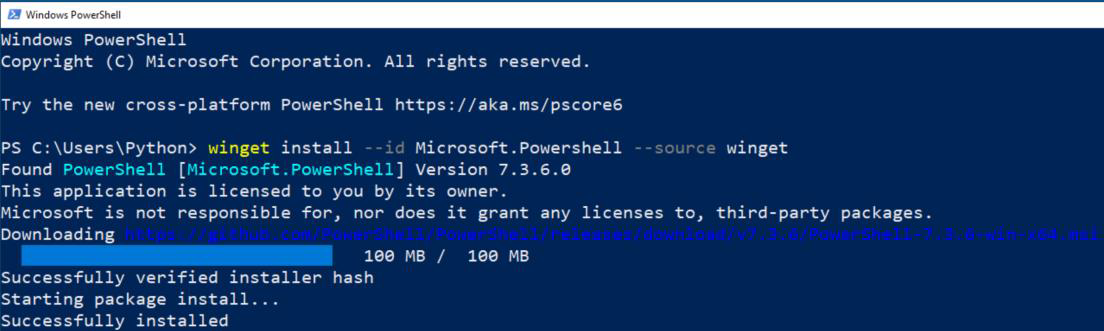 Windows PowerShell
Windows PowerShell
Copyright (C) Microsoft Corporation. All rights reserved.
Try the new cross-platform PowerShell https://aka.ms/pscore6
PS C:\Users\Python> winget install --id Microsoft.Powershell --source winget
Found PowerShell [Microsoft.PowerShell] Version 7.3.6.0
This application is licensed to you by its owner.
Microsoft is not responsible for, nor does it grant any licenses to, third-party packages.
Downloading https://github.com/PowerShell/PowerShell/releases/download/v7.3.6/PowerShell-7.3.6-win-x64.msi
100 MB / 100 MB
Successfully verified installer hash
Starting package install...
Successfully installed